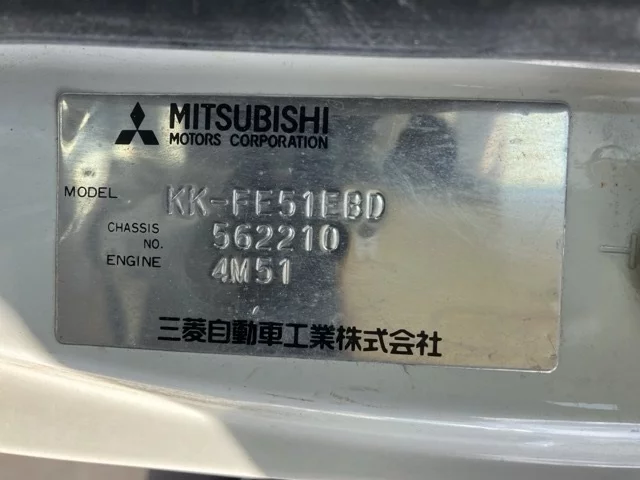 MITSUBISHI
MOTORS CORPORATION
MODEL KK-FE51EBD
CHASSIS NO. 562210
ENGINE 4M51
三菱自動車工業株式会社